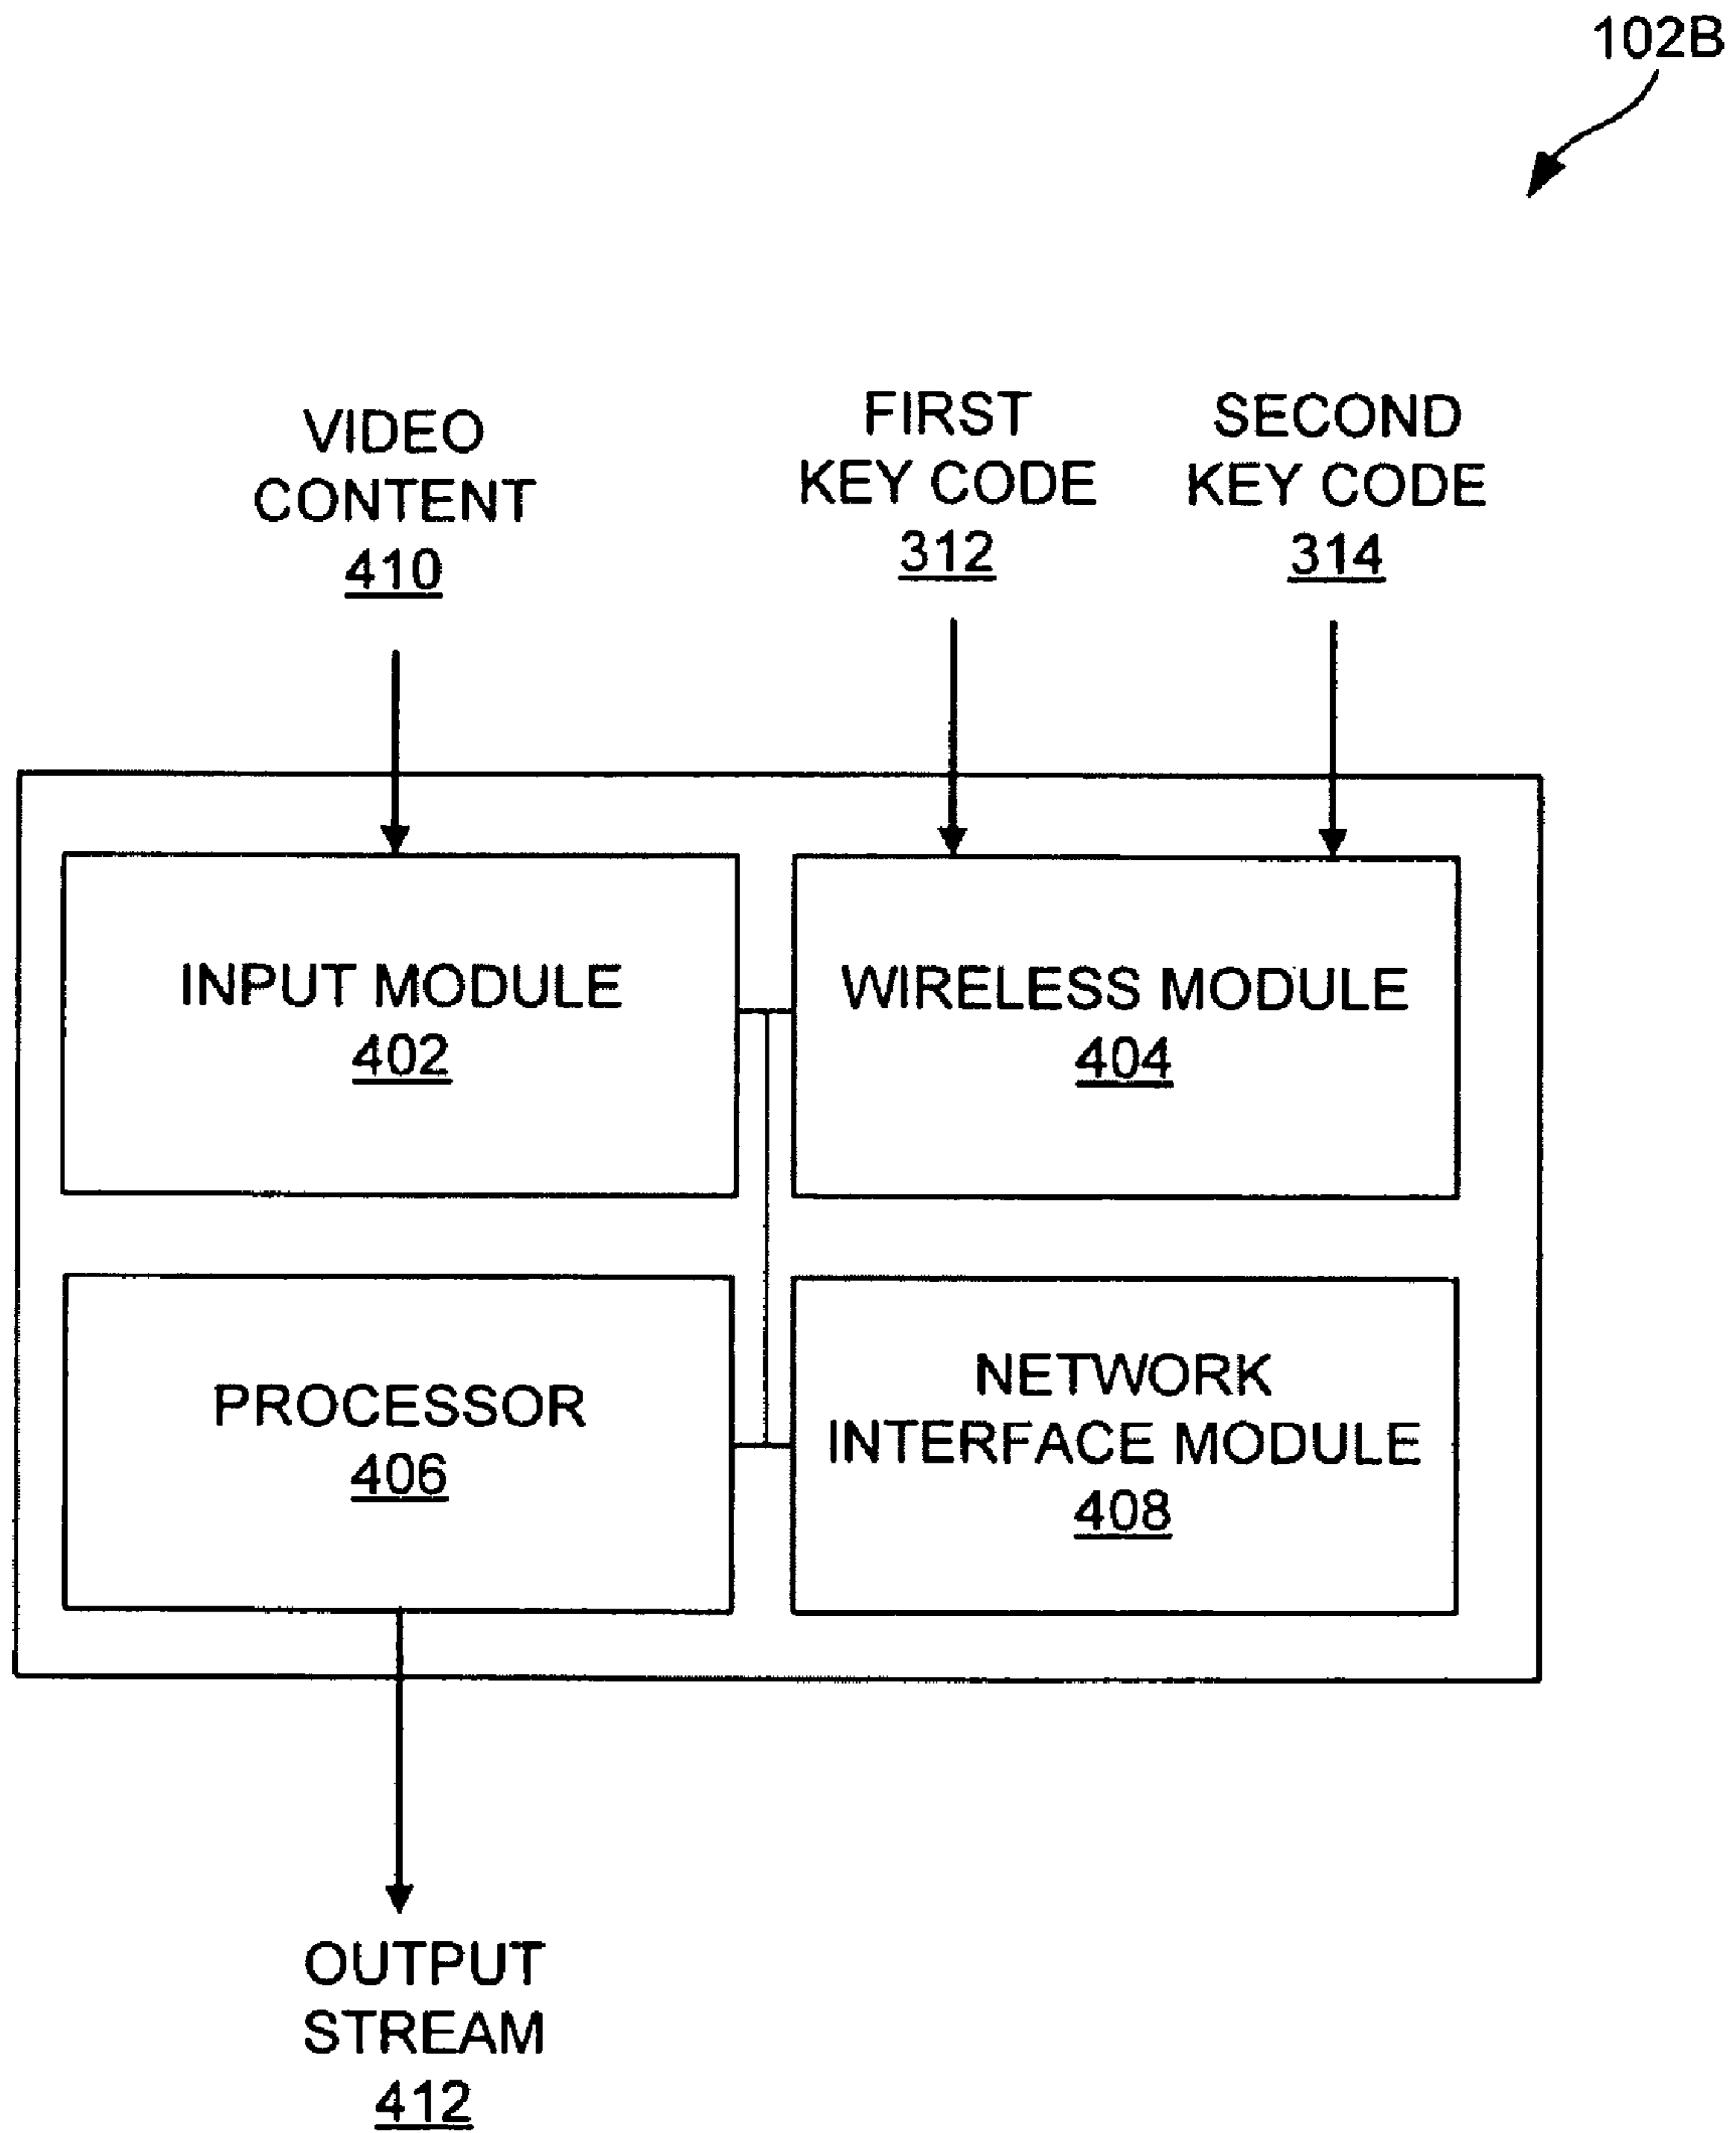 102B
VIDEO
CONTENT
410
FIRST
KEY CODE
312
SECOND
KEY CODE
314
INPUT MODULE
402
WIRELESS MODULE
404
PROCESSOR
406
NETWORK
INTERFACE MODULE
408
OUTPUT
STREAM
412